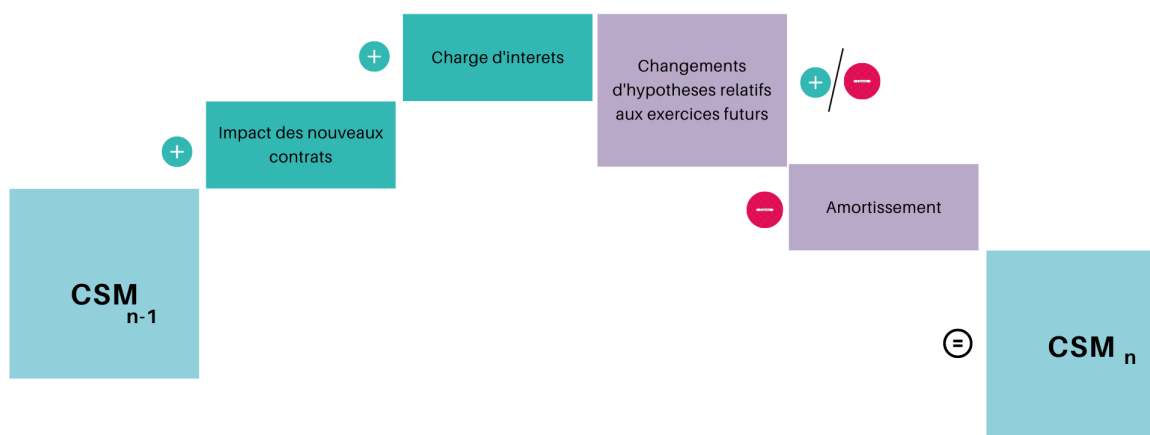 CSM n-1
+
Impact des nouveaux
contrats
+
Charge d'interets
Changements
d'hypotheses relatifs
aux exercices futurs
+ / −
−
Amortissement
=
CSM n